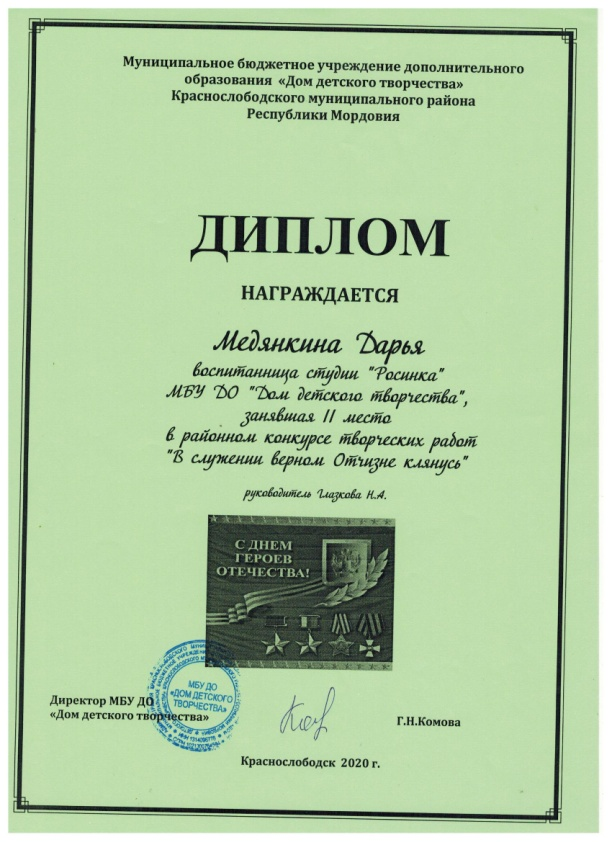 Муниципальное бюджетное учреждение дополнительного
образования «Дом детского творчества»
Краснослободского муниципального района
Республики Мордовия
ДИПЛОМ
НАГРАЖДАЕТСЯ
Медянкина Дарья
воспитанница студии "Росинка"
МБУ ДО "Дом детского творчества",
занявшая II место
в районном конкурсе творческих работ
"В служении верном Отчизне клянусь"
руководитель Глазкова Н.А.
С ДНЕМ
ГЕРОЕВ
ОТЕЧЕСТВА!
МБУ ДО
«ДОМ ДЕТСКОГО
ТВОРЧЕСТВА»
Директор МБУ ДО
«Дом детского творчества»
Г.Н.Комова
Краснослободск 2020 г.